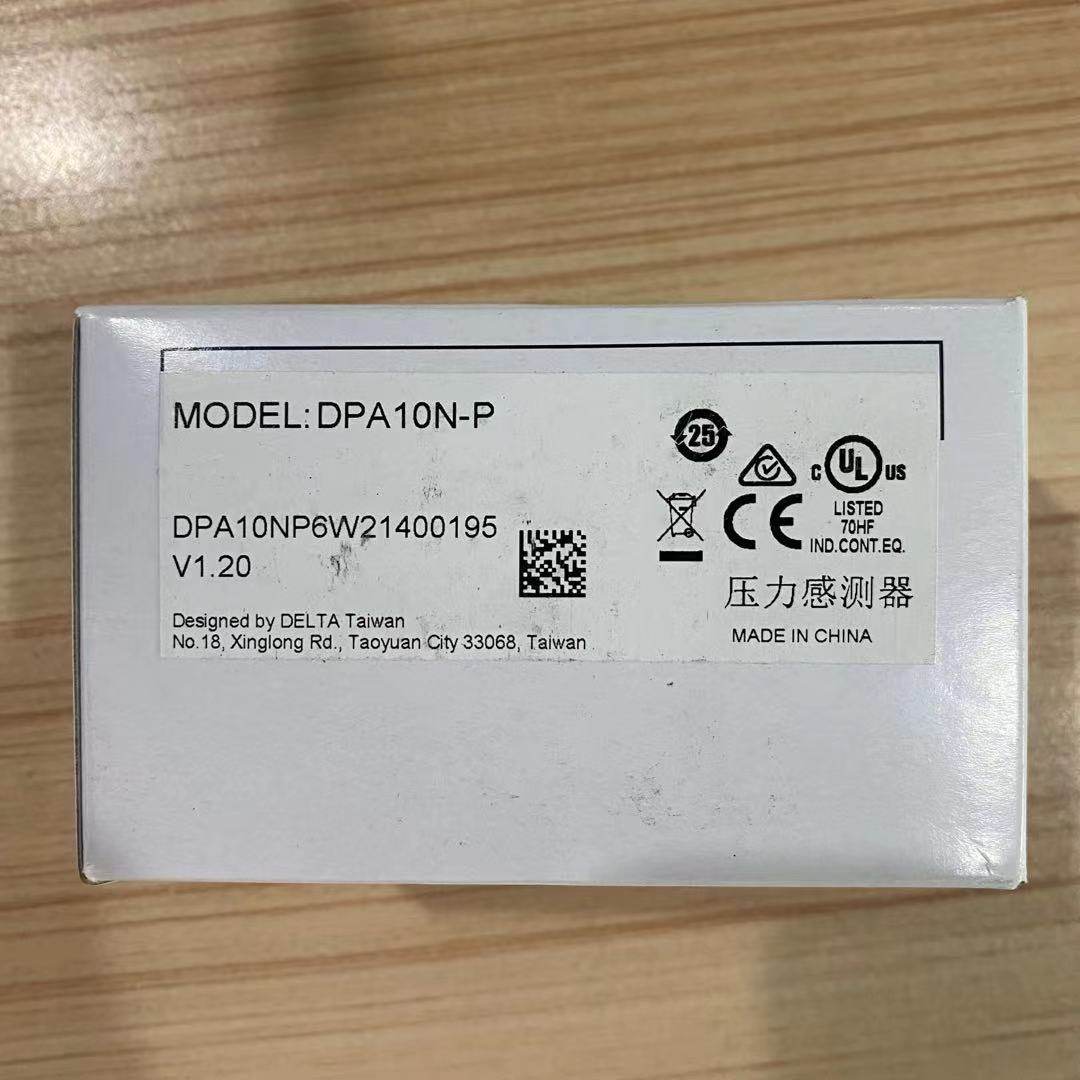 MODEL: DPA10N-P
25
C UL US
LISTED
70HF
IND.CONT.EQ.
CE
DPA10NP6W21400195
V1.20
压力感测器
Designed by DELTA Taiwan
No.18, Xinglong Rd., Taoyuan City 33068, Taiwan
MADE IN CHINA